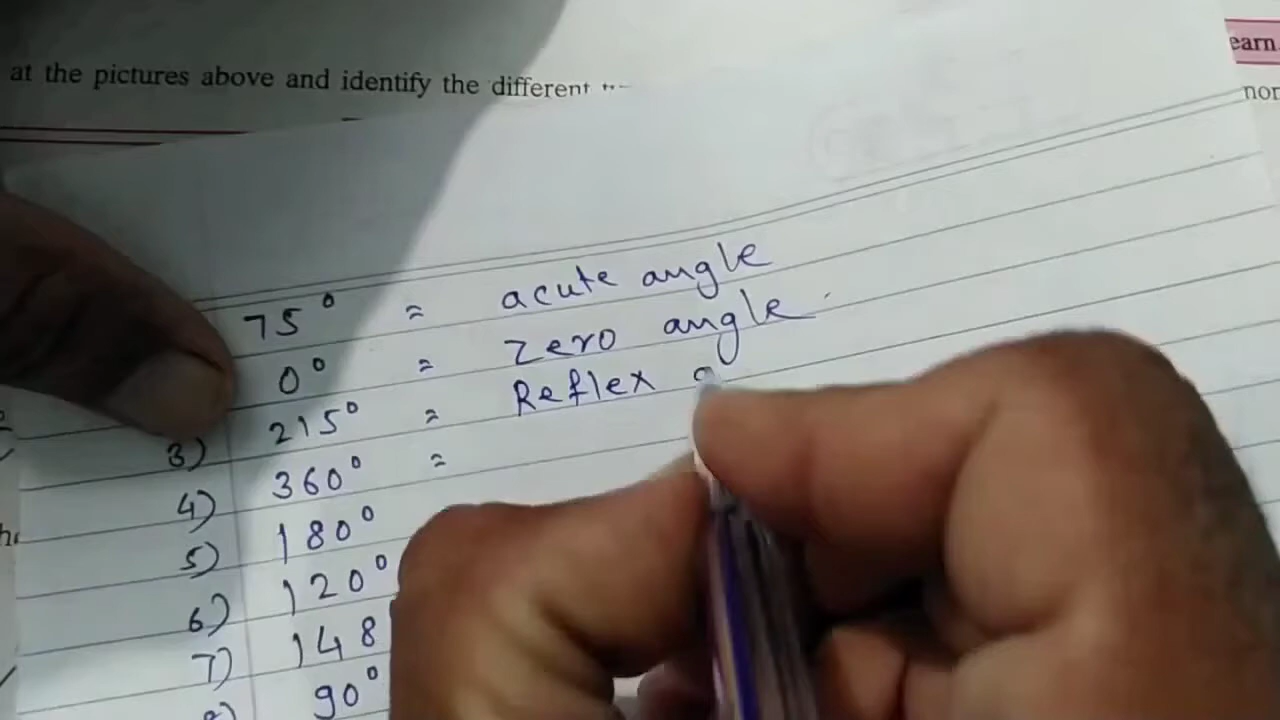 at the pictures above and identify the different
earn.
75° = acute angle
0° = zero angle.
3) 215° = Reflex a
4) 360° =
5) 180°
6) 120°
7) 148
90°